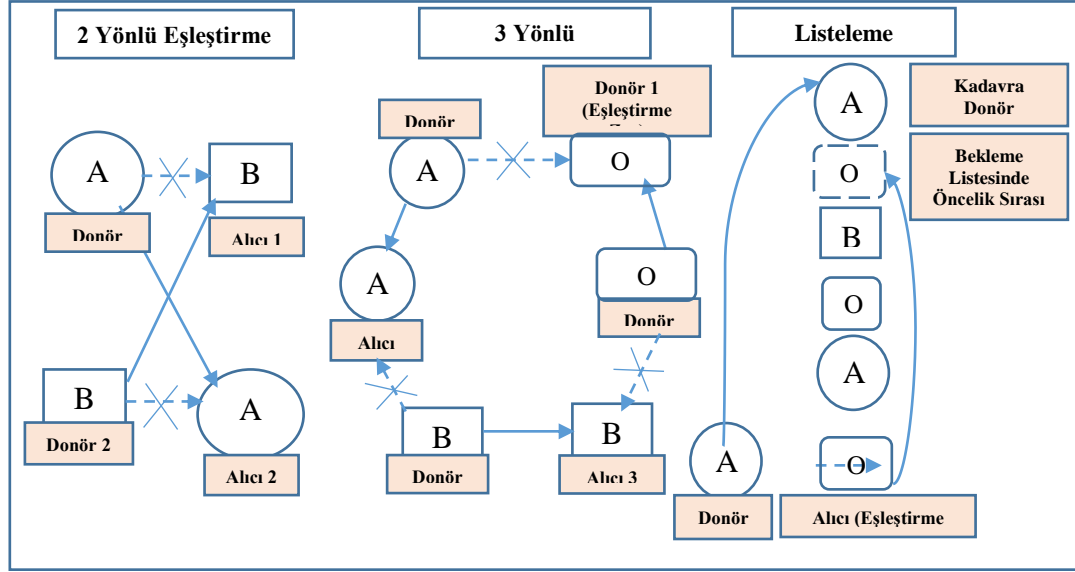 2 Yönlü Eşleştirme
3 Yönlü
Listeleme
A
Donör
B
Alıcı 1
B
Donör 2
A
Alıcı 2
Donör
A
Donör 1
(Eşleştirme
O
A
Alıcı
O
Donör
B
Donör
B
Alıcı 3
A
Kadavra
Donör
O
Bekleme
Listesinde
Öncelik Sırası
B
O
A
A
Donör
O
Alıcı (Eşleştirme